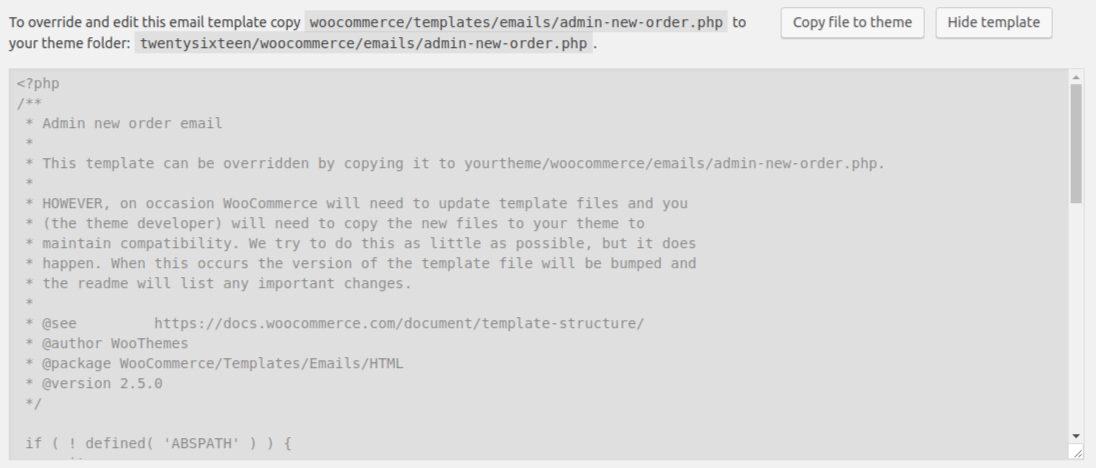 To override and edit this email template copy woocommerce/templates/emails/admin-new-order.php to
your theme folder: twentysixteen/woocommerce/emails/admin-new-order.php .
Copy file to theme
Hide template
<?php
/**
 * Admin new order email
 *
 * This template can be overridden by copying it to yourtheme/woocommerce/emails/admin-new-order.php.
 *
 * HOWEVER, on occasion WooCommerce will need to update template files and you
 * (the theme developer) will need to copy the new files to your theme to
 * maintain compatibility. We try to do this as little as possible, but it does
 * happen. When this occurs the version of the template file will be bumped and
 * the readme will list any important changes.
 *
 * @see         https://docs.woocommerce.com/document/template-structure/
 * @author WooThemes
 * @package WooCommerce/Templates/Emails/HTML
 * @version 2.5.0
 */

 if ( ! defined( 'ABSPATH' ) ) {